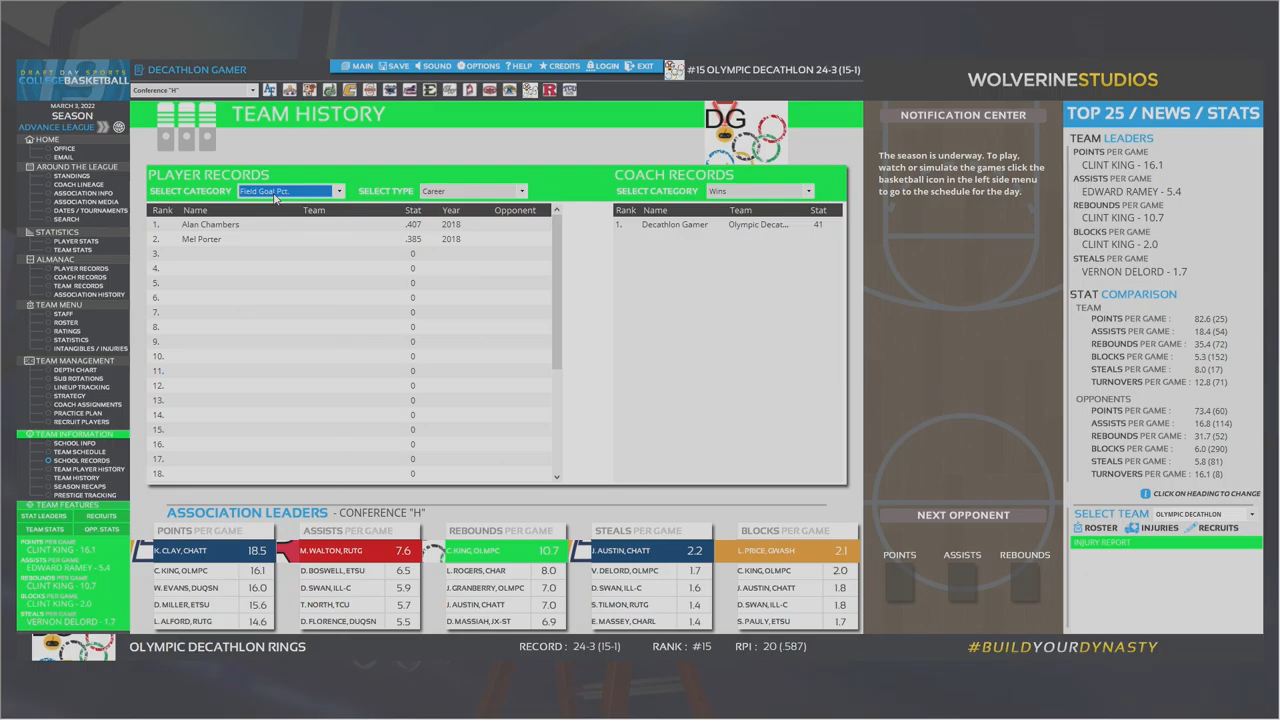 DRAFT DAY SPORTS
COLLEGEBASKETBALL
DECATHLON GAMER
MAIN SAVE SOUND OPTIONS HELP CREDITS LOGIN EXIT
#15 OLYMPIC DECATHLON 24-3 (15-1)
Conference "H"
WOLVERINESTUDIOS
MARCH 3, 2022
SEASON
ADVANCE LEAGUE
HOME
OFFICE
EMAIL
AROUND THE LEAGUE
STANDINGS
COACH LINEAGE
ASSOCIATION INFO
ASSOCIATION MEDIA
DATES / TOURNAMENTS
SEARCH
STATISTICS
PLAYER STATS
TEAM STATS
ALMANAC
PLAYER RECORDS
COACH RECORDS
TEAM RECORDS
ASSOCIATION HISTORY
TEAM MENU
STAFF
ROSTER
RATINGS
STATISTICS
INTANGIBLES / INJURIES
TEAM MANAGEMENT
DEPTH CHART
SUB ROTATIONS
LINEUP TRACKING
STRATEGY
COACH ASSIGNMENTS
PRACTICE PLAN
RECRUIT PLAYERS
TEAM INFORMATION
SCHOOL INFO
TEAM SCHEDULE
SCHOOL RECORDS
TEAM PLAYER HISTORY
TEAM HISTORY
SEASON RECAPS
PRESTIGE TRACKING
TEAM FEATURES
STAT LEADERS RECRUITS
TEAM STATS OPP. STATS
POINTS PER GAME
CLINT KING - 16.1
ASSISTS PER GAME
EDWARD RAMEY - 5.4
REBOUNDS PER GAME
CLINT KING - 10.7
BLOCKS PER GAME
CLINT KING - 2.0
STEALS PER GAME
VERNON DELORD - 1.7
TEAM HISTORY
DG
PLAYER RECORDS
SELECT CATEGORY Field Goal Pct. SELECT TYPE Career
Rank Name Team Stat Year Opponent
1. Alan Chambers .407 2018
2. Mel Porter .385 2018
3. 0
4. 0
5. 0
6. 0
7. 0
8. 0
9. 0
10. 0
11. 0
12. 0
13. 0
14. 0
15. 0
16. 0
17. 0
18. 0
COACH RECORDS
SELECT CATEGORY Wins
Rank Name Team Stat
1. Decathlon Gamer Olympic Decat... 41
ASSOCIATION LEADERS - CONFERENCE "H"
POINTS PER GAME
K. CLAY, CHATT 18.5
C.KING, OLMPC 16.1
W.EVANS, DUQSN 16.0
D.MILLER, ETSU 15.6
L.ALFORD, RUTG 14.6
ASSISTS PER GAME
M.WALTON, RUTG 7.6
D.BOSWELL, ETSU 6.5
D.SWAN, ILL-C 5.9
T.NORTH, TCU 5.7
D.FLORENCE, DUQSN 5.5
REBOUNDS PER GAME
C.KING, OLMPC 10.7
L.ROGERS, CHAR 8.0
J.GRANBERRY, OLMPC 7.0
J.AUSTIN, CHATT 7.0
D.MASSIAH, JX-ST 6.9
STEALS PER GAME
J.AUSTIN, CHATT 2.2
V.DELORD, OLMPC 1.7
D.SWAN, ILL-C 1.6
S.TILMON, RUTG 1.4
E.MASSEY, CHARL 1.4
BLOCKS PER GAME
L.PRICE, GWASH 2.1
C.KING, OLMPC 2.0
J.AUSTIN, CHATT 1.8
D.SWAN, ILL-C 1.8
S.PAULY, ETSU 1.7
NOTIFICATION CENTER
The season is underway. To play,
watch or simulate the games click the
basketball icon in the left side menu
to go to the schedule for the day.
NEXT OPPONENT
POINTS ASSISTS REBOUNDS
TOP 25 / NEWS / STATS
TEAM LEADERS
POINTS PER GAME
CLINT KING - 16.1
ASSISTS PER GAME
EDWARD RAMEY - 5.4
REBOUNDS PER GAME
CLINT KING - 10.7
BLOCKS PER GAME
CLINT KING - 2.0
STEALS PER GAME
VERNON DELORD - 1.7
STAT COMPARISON
TEAM
POINTS PER GAME : 82.6 (25)
ASSISTS PER GAME : 18.4 (54)
REBOUNDS PER GAME : 35.4 (72)
BLOCKS PER GAME : 5.3 (152)
STEALS PER GAME : 8.0 (17)
TURNOVERS PER GAME : 12.8 (71)
OPPONENTS
POINTS PER GAME : 73.4 (60)
ASSISTS PER GAME : 16.8 (114)
REBOUNDS PER GAME : 31.7 (52)
BLOCKS PER GAME : 6.0 (290)
STEALS PER GAME : 5.8 (81)
TURNOVERS PER GAME : 16.1 (8)
CLICK ON HEADING TO CHANGE
SELECT TEAM OLYMPIC DECATHLON
ROSTER INJURIES RECRUITS
INJURY REPORT
OLYMPIC DECATHLON RINGS
RECORD : 24-3 (15-1) RANK : #15 RPI : 20 (.587)
#BUILDYOURDYNASTY